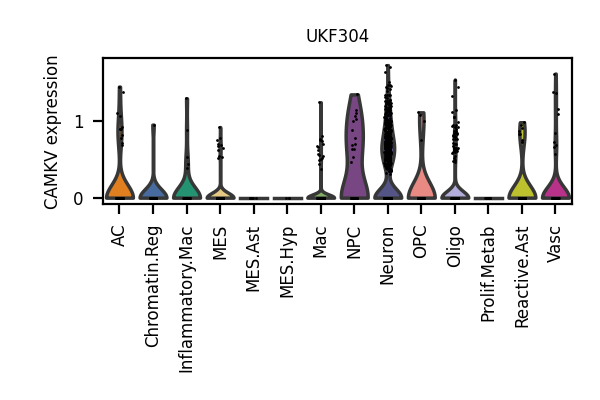 UKF304
CAMKV expression
1
0
AC
Chromatin.Reg
Inflammatory.Mac
MES
MES.Ast
MES.Hyp
Mac
NPC
Neuron
OPC
Oligo
Prolif.Metab
Reactive.Ast
Vasc